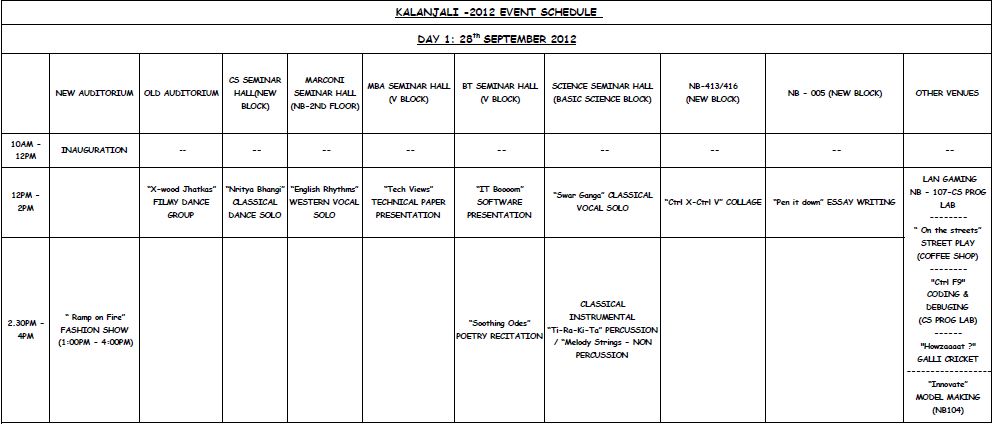 KALANJALI -2012 EVENT SCHEDULE
DAY 1: 28th SEPTEMBER 2012
NEW AUDITORIUM
OLD AUDITORIUM
CS SEMINAR
HALL(NEW
BLOCK)
MARCONI
SEMINAR HALL
(NB-2ND FLOOR)
MBA SEMINAR HALL
(V BLOCK)
BT SEMINAR HALL
(V BLOCK)
SCIENCE SEMINAR HALL
(BASIC SCIENCE BLOCK)
NB-413/416
(NEW BLOCK)
NB - 005 (NEW BLOCK)
OTHER VENUES
10AM -
12PM
INAUGURATION
--
--
--
--
--
--
--
--
--
12PM -
2PM
"X-wood Jhatkas"
FILMY DANCE
GROUP
"Nritya Bhangi"
CLASSICAL
DANCE SOLO
"English Rhythms"
WESTERN VOCAL
SOLO
"Tech Views"
TECHNICAL PAPER
PRESENTATION
"IT Boooom"
SOFTWARE
PRESENTATION
"Swar Ganga" CLASSICAL
VOCAL SOLO
"Ctrl X-Ctrl V" COLLAGE
"Pen it down" ESSAY WRITING
LAN GAMING
NB - 107-CS PROG
LAB
--------
" On the streets"
STREET PLAY
(COFFEE SHOP)
--------
"Ctrl F9"
CODING &
DEBUGING
(CS PROG LAB)
------
"Howzaaaat ?"
GALLI CRICKET
------------------
"Innovate"
MODEL MAKING
(NB104)
2.30PM -
4PM
" Ramp on Fire"
FASHION SHOW
(1:00PM - 4:00PM)
"Soothing Odes"
POETRY RECITATION
CLASSICAL
INSTRUMENTAL
"Ti-Ra-Ki-Ta" PERCUSSION
/ "Melody Strings - NON
PERCUSSION